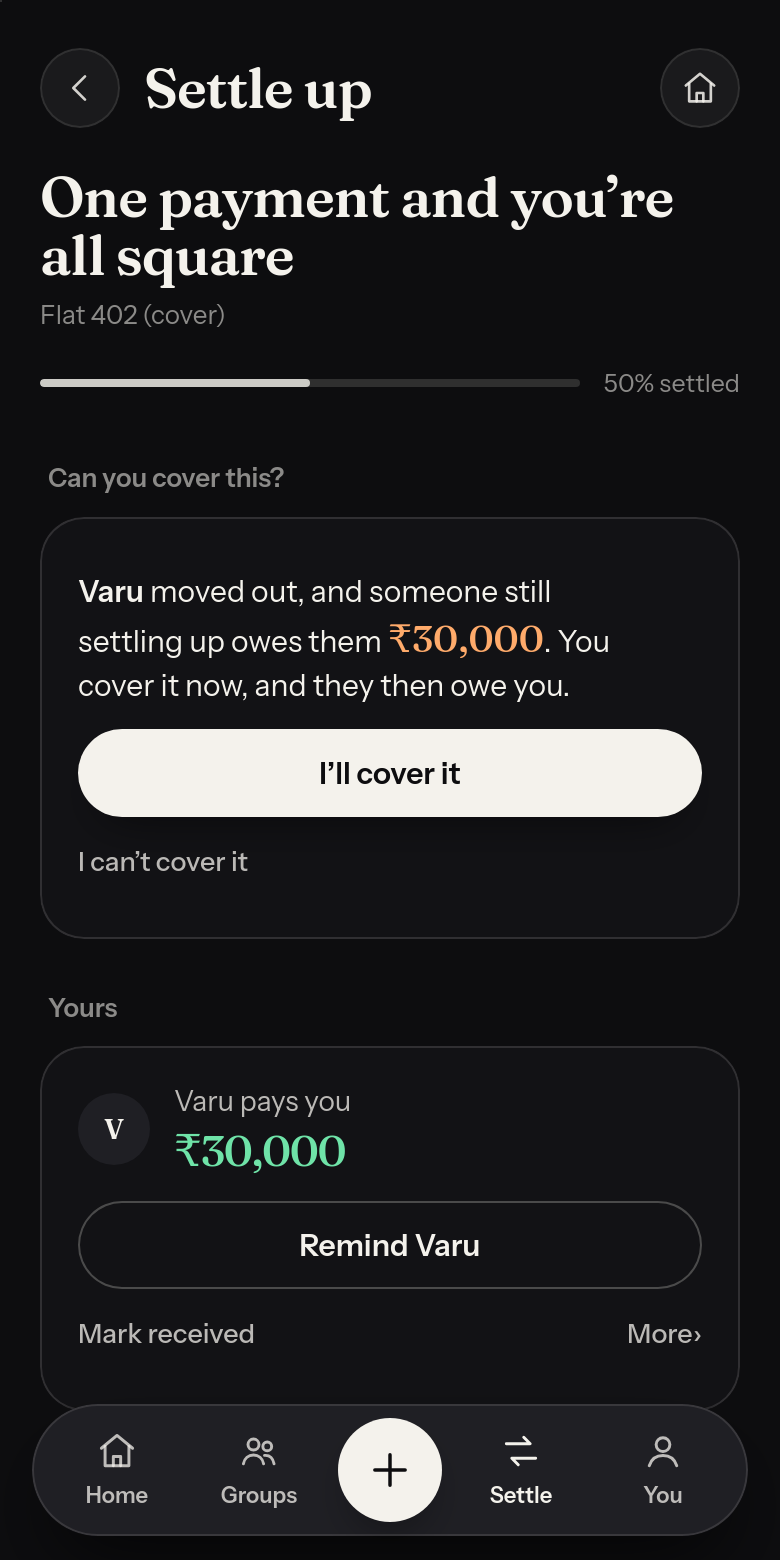 Settle up
One payment and you’re
all square
Flat 402 (cover)
50% settled
Can you cover this?
Varu moved out, and someone still
settling up owes them ₹30,000. You
cover it now, and they then owe you.
I’ll cover it
I can’t cover it
Yours
V
Varu pays you
₹30,000
Remind Varu
Mark received
More›
Home
Groups
Settle
You